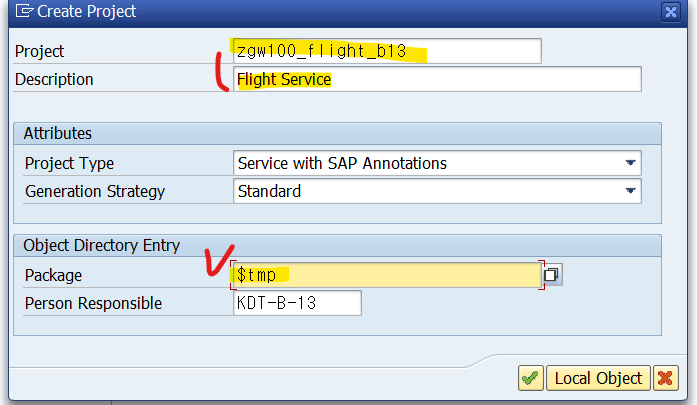 Create Project
Project zgw100_flight_b13
Description Flight Service
Attributes
Project Type Service with SAP Annotations
Generation Strategy Standard
Object Directory Entry
Package $tmp
Person Responsible KDT-B-13
Local Object